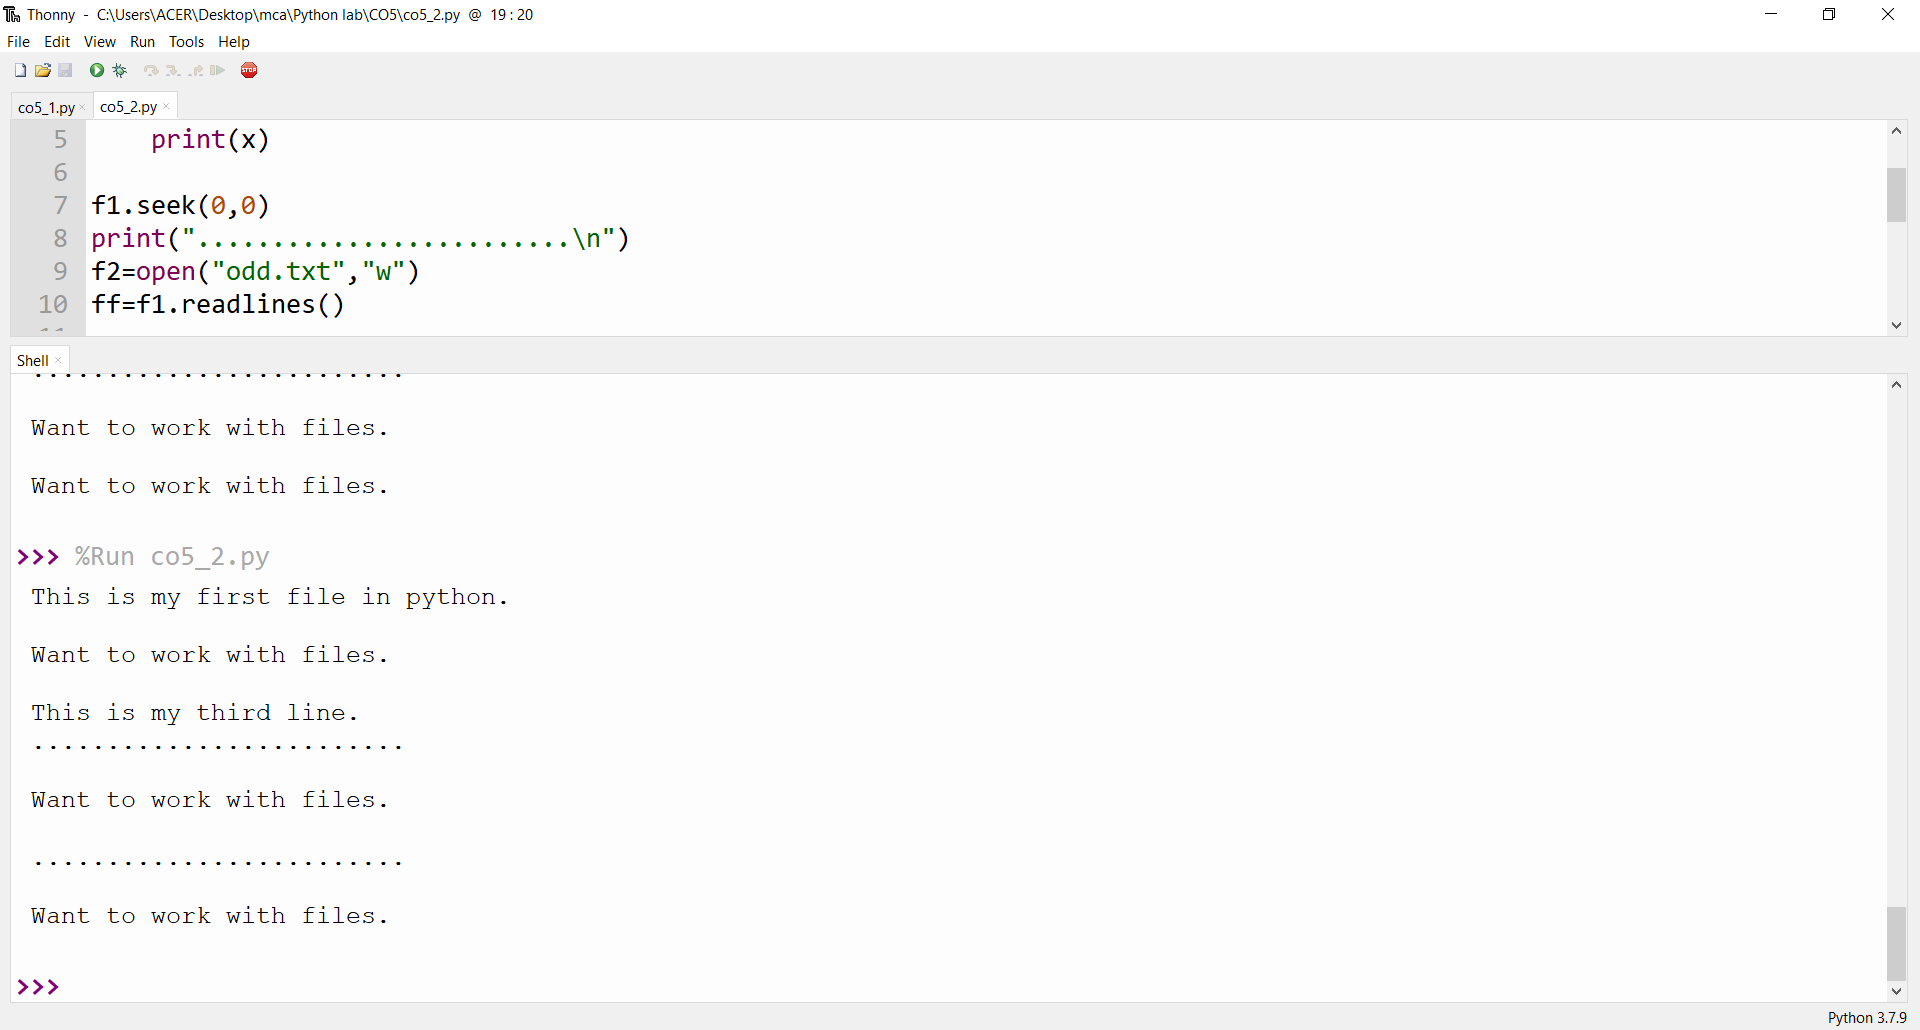 Thonny - C:\Users\ACER\Desktop\mca\Python lab\CO5\co5_2.py @ 19 : 20
File Edit View Run Tools Help
STOP
co5_1.py × co5_2.py ×
5     print(x)
6
7 f1.seek(0,0)
8 print(".........................\n")
9 f2=open("odd.txt","w")
10 ff=f1.readlines()
Shell ×
.........................
Want to work with files.
Want to work with files.
>>> %Run co5_2.py
This is my first file in python.
Want to work with files.
This is my third line.
.........................
Want to work with files.
.........................
Want to work with files.
>>>
Python 3.7.9